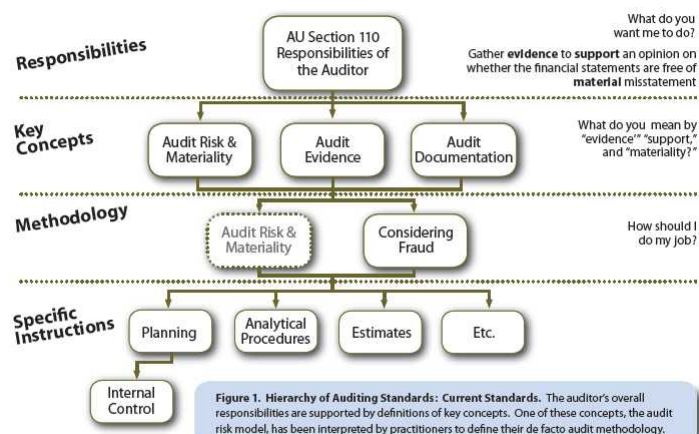 What do you
want me to do?
Responsibilities
AU Section 110
Responsibilities of
the Auditor
Gather evidence to support an opinion on
whether the financial statements are free of
material misstatement
Key
Concepts
Audit Risk &
Materiality
Audit
Evidence
Audit
Documentation
What do you mean by
"evidence'" "support,"
and "materiality?"
Methodology
Audit Risk &
Materiality
Considering
Fraud
How should I
do my job?
Specific
Instructions
Planning
Analytical
Procedures
Estimates
Etc.
Internal
Control
Figure 1. Hierarchy of Auditing Standards: Current Standards. The auditor's overall
responsibilities are supported by definitions of key concepts. One of these concepts, the audit
risk model, has been interpreted by practitioners to define their de facto audit methodology.